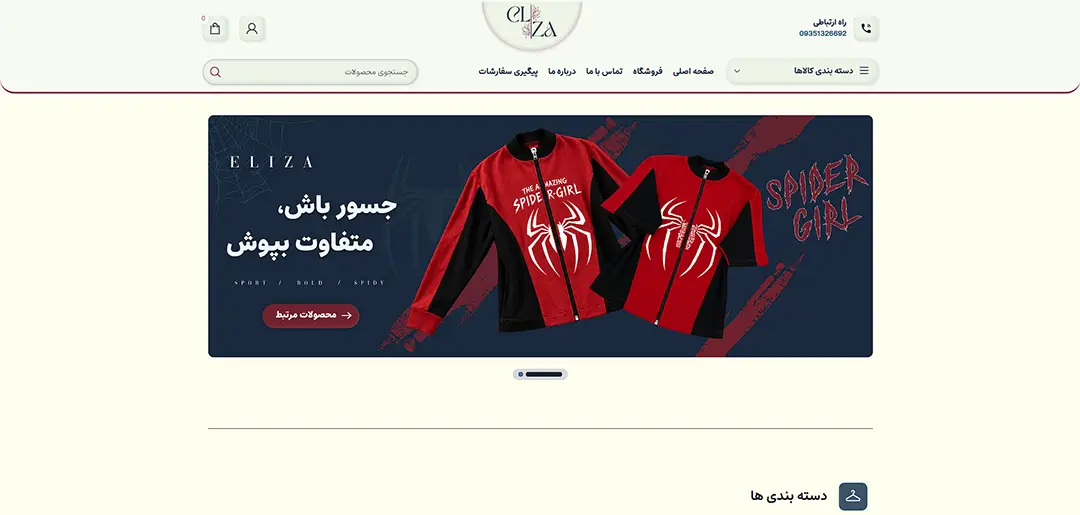 راه ارتباطی
09351326692
0
ELIZA
دسته بندی کالاها
صفحه اصلی
فروشگاه
تماس با ما
درباره ما
پیگیری سفارشات
جستجوی محصولات
ELIZA
جسور باش،
متفاوت بپوش
SPORT / BOLD / SPIDY
محصولات مرتبط
THE AMAZING
SPIDER-GIRL
SPIDER
GIRL
دسته بندی ها